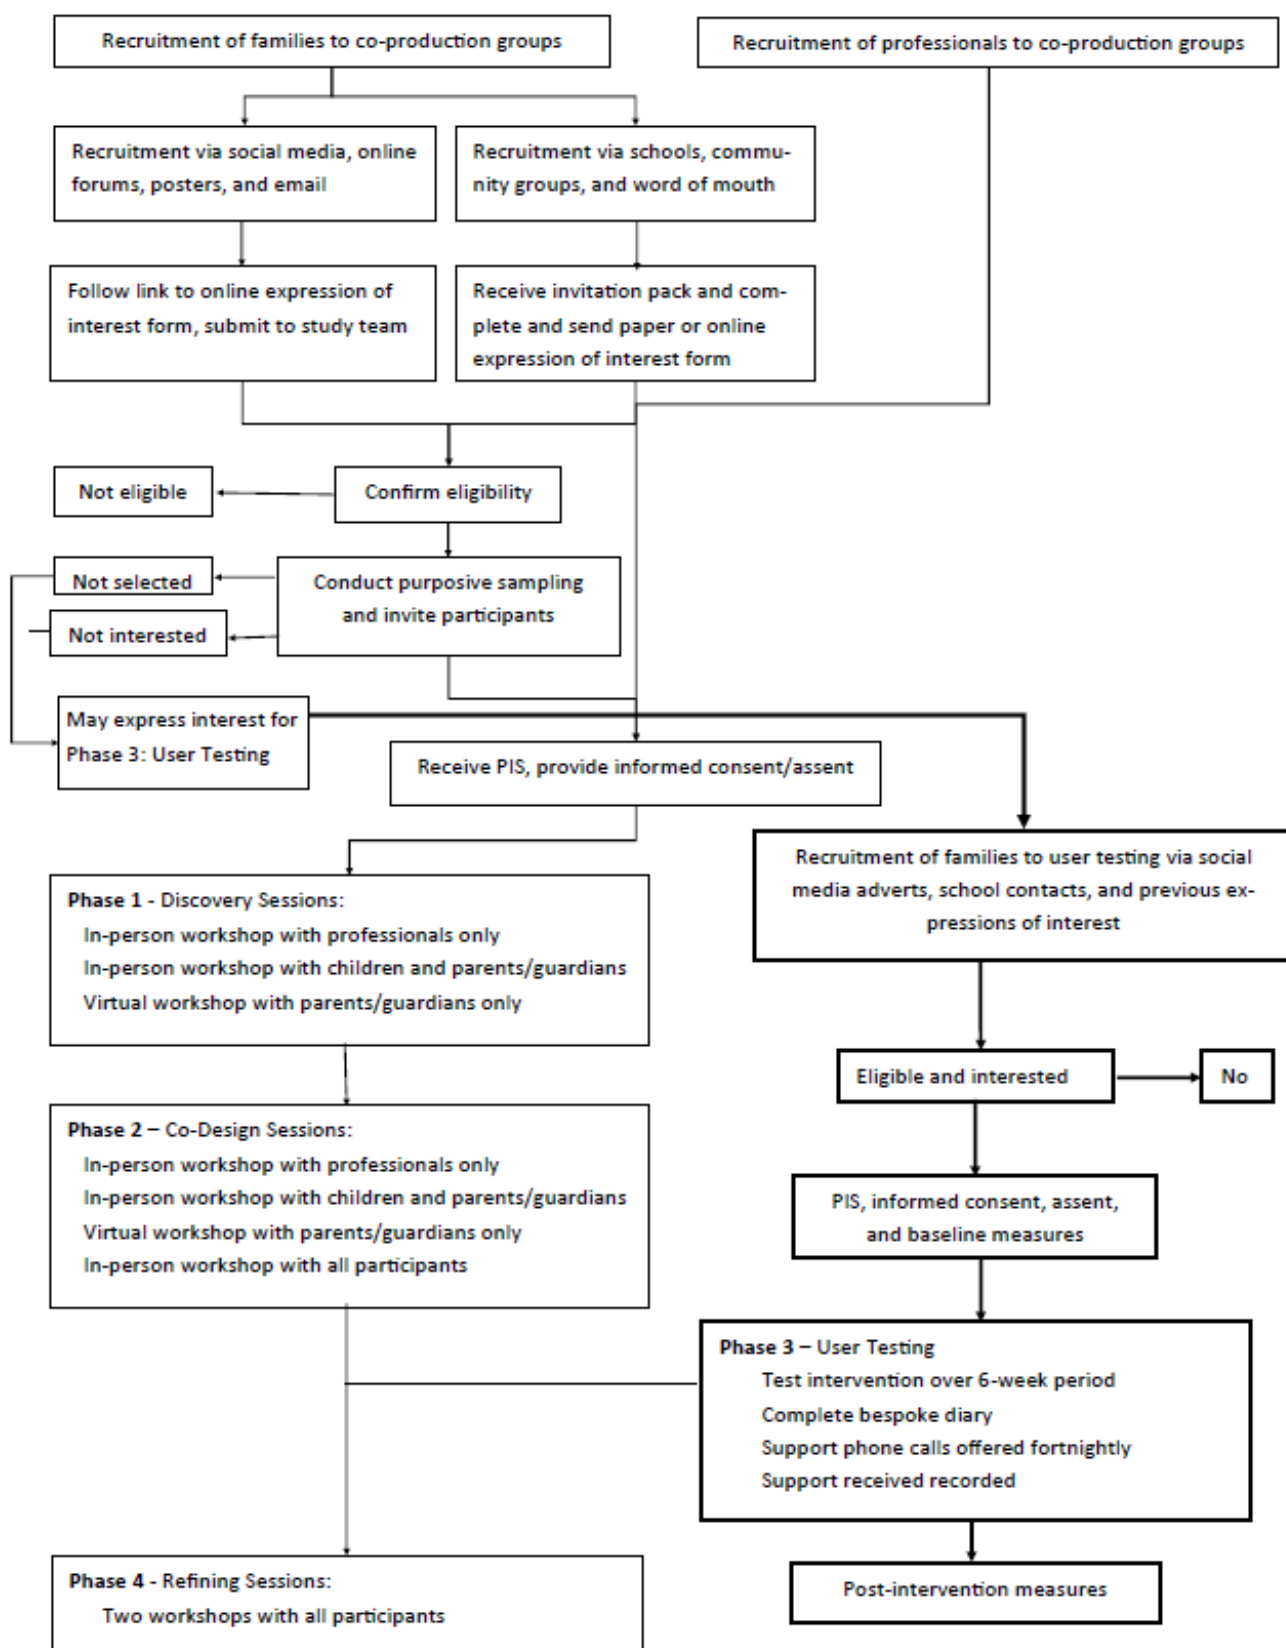 Recruitment of families to co-production groups
Recruitment of professionals to co-production groups
Recruitment via social media, online
forums, posters, and email
Recruitment via schools, commu-
nity groups, and word of mouth
Follow link to online expression of
interest form, submit to study team
Receive invitation pack and com-
plete and send paper or online
expression of interest form
Not eligible
Confirm eligibility
Not selected
Conduct purposive sampling
and invite participants
Not interested
May express interest for
Phase 3: User Testing
Receive PIS, provide informed consent/assent
Recruitment of families to user testing via social
media adverts, school contacts, and previous ex-
pressions of interest
Phase 1 - Discovery Sessions:
In-person workshop with professionals only
In-person workshop with children and parents/guardians
Virtual workshop with parents/guardians only
Eligible and interested
No
Phase 2 – Co-Design Sessions:
In-person workshop with professionals only
In-person workshop with children and parents/guardians
Virtual workshop with parents/guardians only
In-person workshop with all participants
PIS, informed consent, assent,
and baseline measures
Phase 3 – User Testing
Test intervention over 6-week period
Complete bespoke diary
Support phone calls offered fortnightly
Support received recorded
Phase 4 - Refining Sessions:
Two workshops with all participants
Post-intervention measures